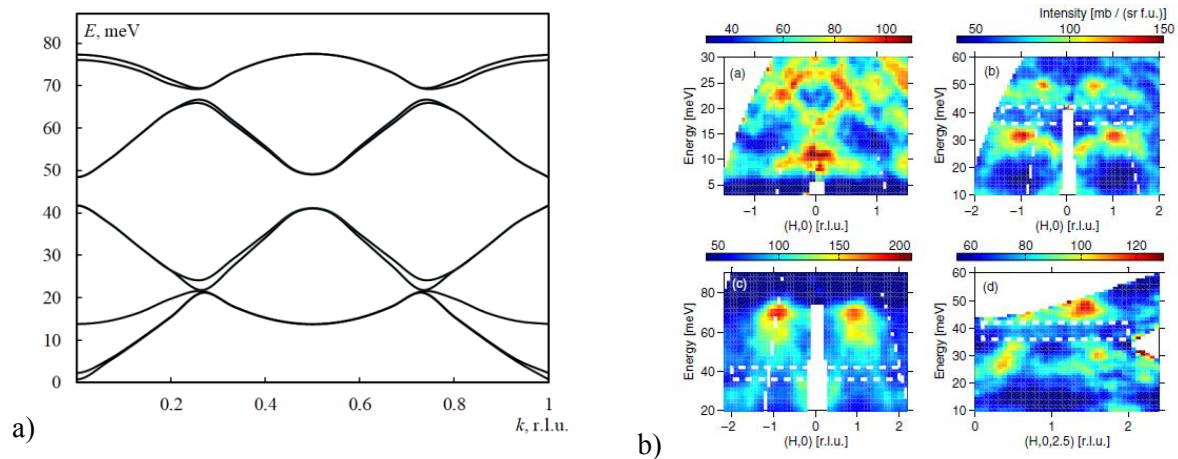 E, meV
80
70
60
50
40
30
20
10
0
0.2 0.4 0.6 0.8 1
k, r.l.u.
a)
Intensity [mb / (sr f.u.)]
40 60 80 100
(a)
30
25
20
15
10
5
Energy [meV]
-1 0 1
(H,0) [r.l.u.]
50 100 150
(b)
60
50
40
30
20
10
Energy [meV]
-2 -1 0 1 2
(H,0) [r.l.u.]
50 100 150 200
(c)
80
60
40
20
Energy [meV]
-2 -1 0 1 2
(H,0) [r.l.u.]
60 80 100 120
(d)
60
50
40
30
20
10
Energy [meV]
0 1 2
(H,0,2.5) [r.l.u.]
b)